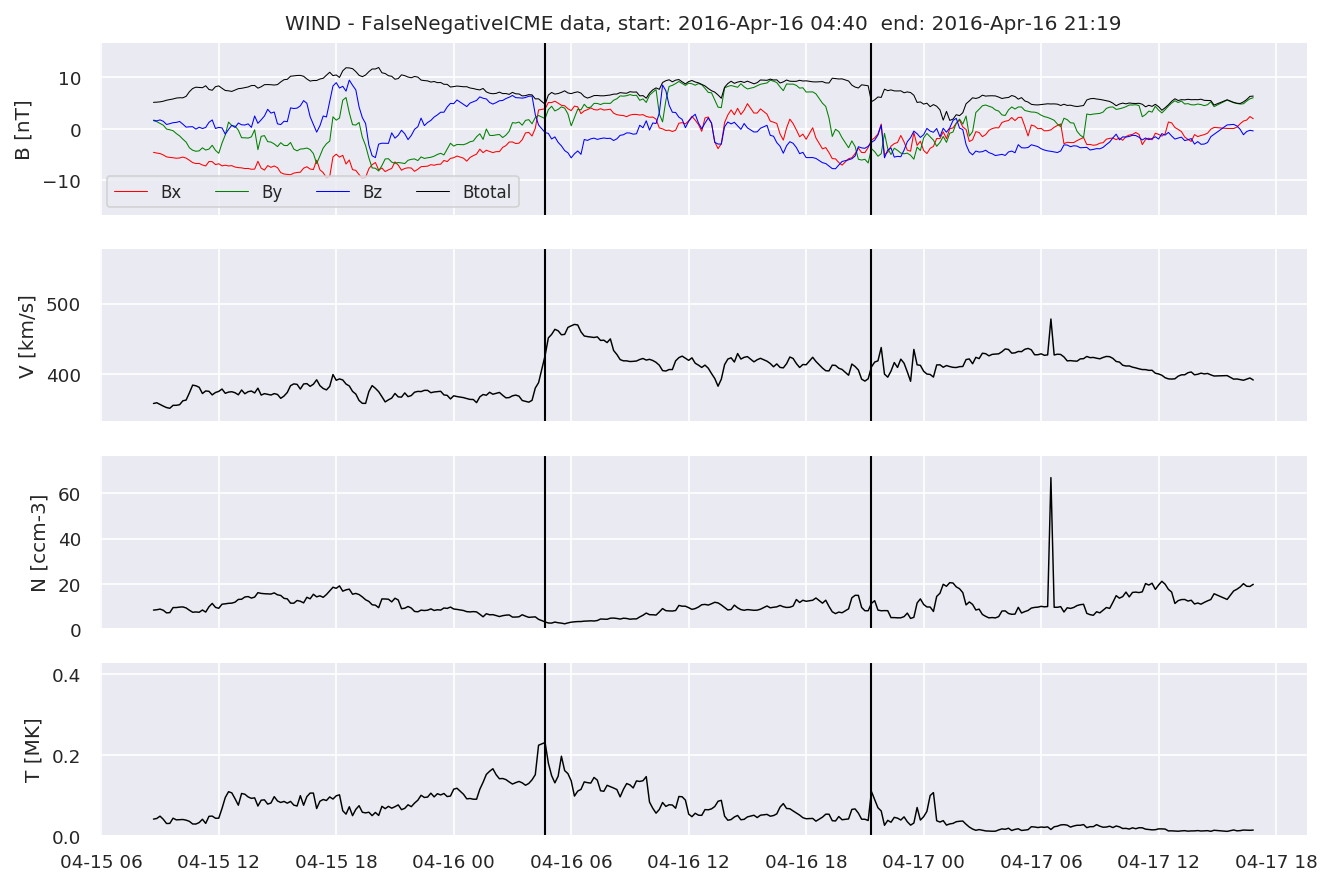 WIND - FalseNegativeICME data, start: 2016-Apr-16 04:40  end: 2016-Apr-16 21:19
B [nT]
10
0
−10
Bx By Bz Btotal
V [km/s]
500
400
N [ccm-3]
60
40
20
0
T [MK]
0.4
0.2
0.0
04-15 06 04-15 12 04-15 18 04-16 00 04-16 06 04-16 12 04-16 18 04-17 00 04-17 06 04-17 12 04-17 18